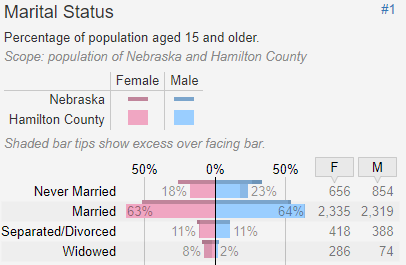 Marital Status #1
Percentage of population aged 15 and older.
Scope: population of Nebraska and Hamilton County
Female Male
Nebraska
Hamilton County
Shaded bar tips show excess over facing bar.
50% 0% 50% F M
Never Married 18% 23% 656 854
Married 63% 64% 2,335 2,319
Separated/Divorced 11% 11% 418 388
Widowed 8% 2% 286 74